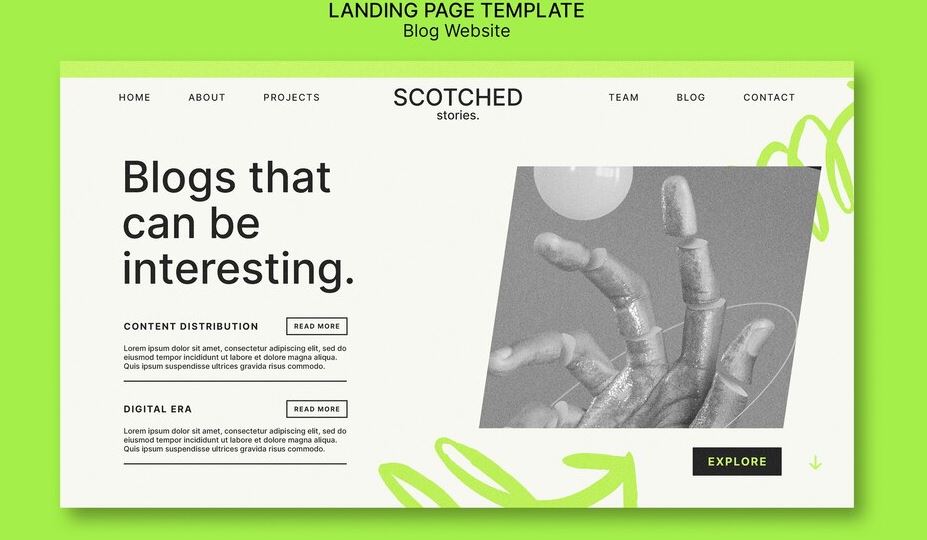 LANDING PAGE TEMPLATE
Blog Website
HOME
ABOUT
PROJECTS
SCOTCHED
stories.
TEAM
BLOG
CONTACT
Blogs that
can be
interesting.
CONTENT DISTRIBUTION
READ MORE
Lorem ipsum dolor sit amet, consectetur adipiscing elit, sed do
eiusmod tempor incididunt ut labore et dolore magna aliqua.
Quis ipsum suspendisse ultrices gravida risus commodo.
DIGITAL ERA
READ MORE
Lorem ipsum dolor sit amet, consectetur adipiscing elit, sed do
eiusmod tempor incididunt ut labore et dolore magna aliqua.
Quis ipsum suspendisse ultrices gravida risus commodo.
EXPLORE